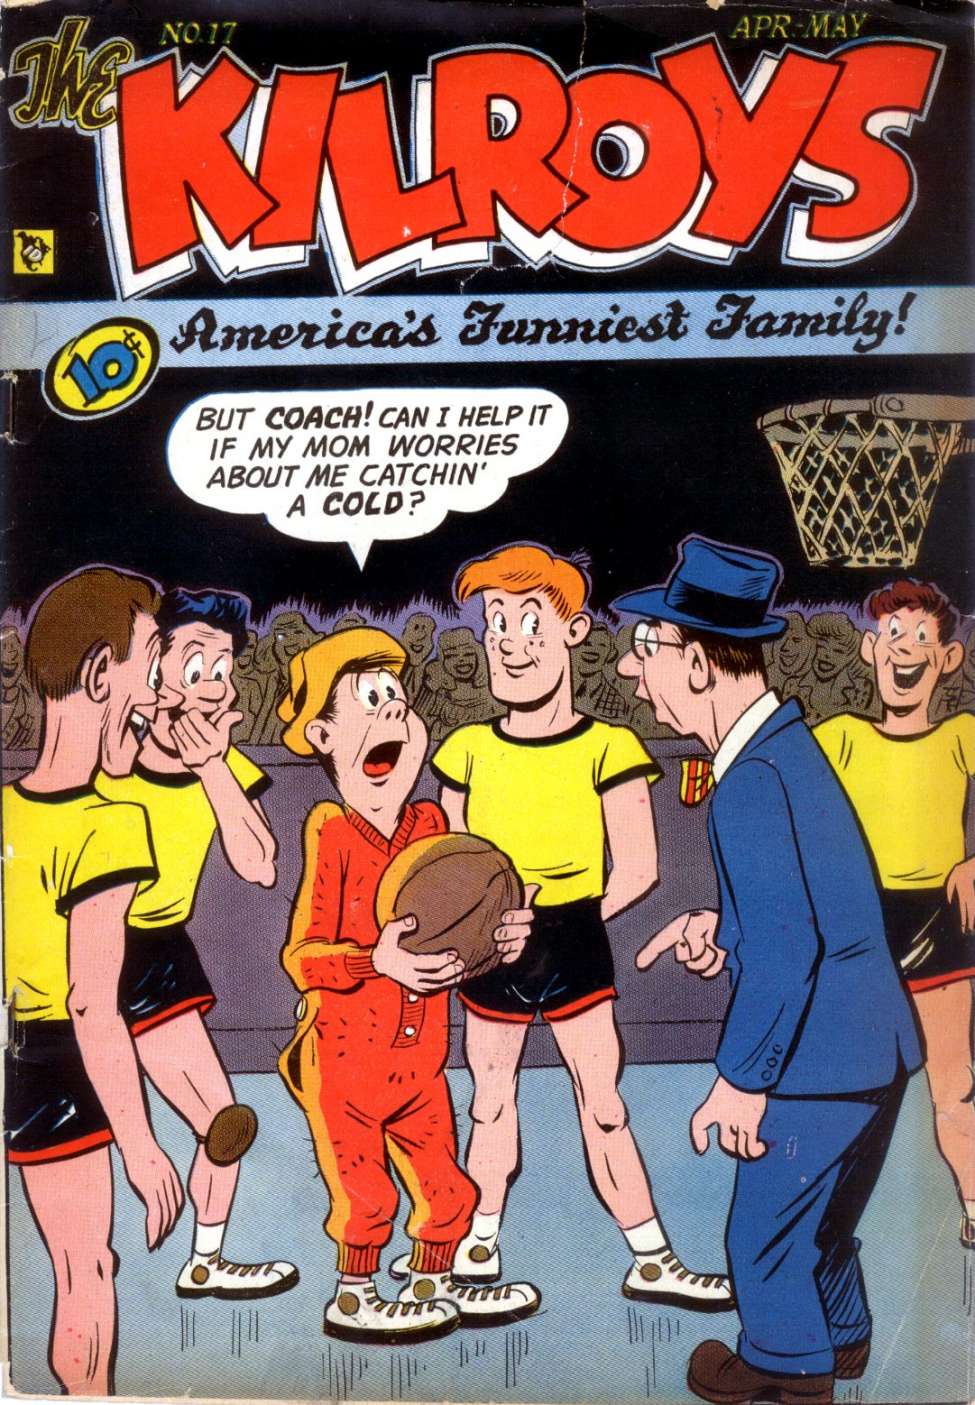 The
NO.17
APR.-MAY
KILROYS
America's Funniest Family!
10¢
BUT COACH! CAN I HELP IT
IF MY MOM WORRIES
ABOUT ME CATCHIN'
A COLD?